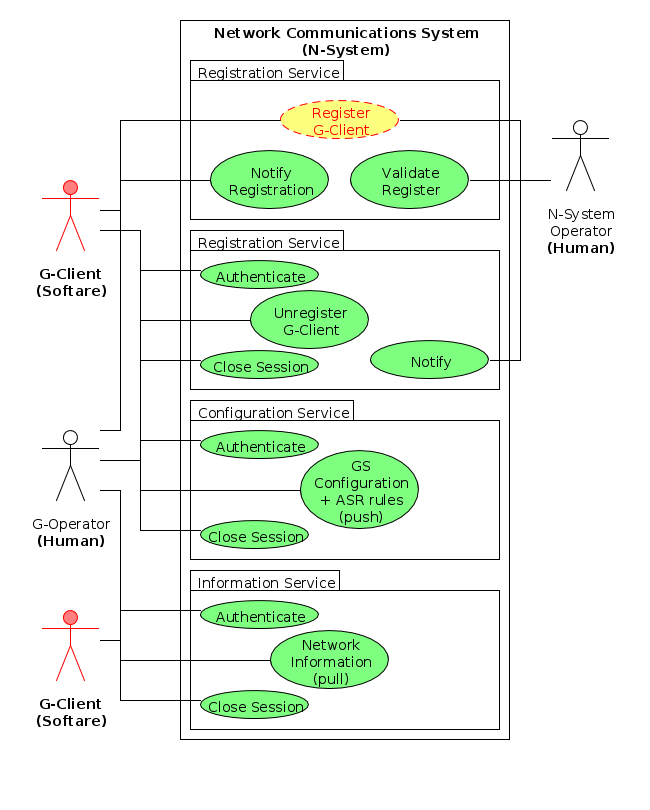 Network Communications System
(N-System)
Registration Service
Register
G-Client
Notify
Registration
Validate
Register
N-System
Operator
(Human)
G-Client
(Softare)
Registration Service
Authenticate
Unregister
G-Client
Close Session
Notify
Configuration Service
Authenticate
GS
Configuration
+ ASR rules
(push)
Close Session
G-Operator
(Human)
Information Service
Authenticate
Network
Information
(pull)
Close Session
G-Client
(Softare)